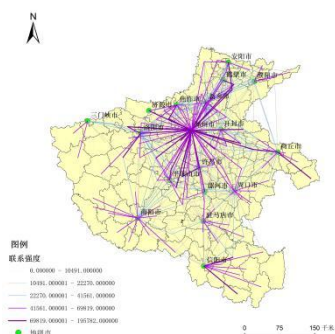 N
安阳市
鹤壁市
濮阳市
新乡市
焦作市
济源市
三门峡市
洛阳市
郑州市
开封市
商丘市
许昌市
平顶山市
漯河市
周口市
南阳市
驻马店市
信阳市
图例
联系强度
0.000000 - 10491.000000
10491.000001 - 22270.000000
22270.000001 - 41561.000000
41561.000001 - 69819.000000
69819.000001 - 195782.000000
地级市
0 75 150 千米